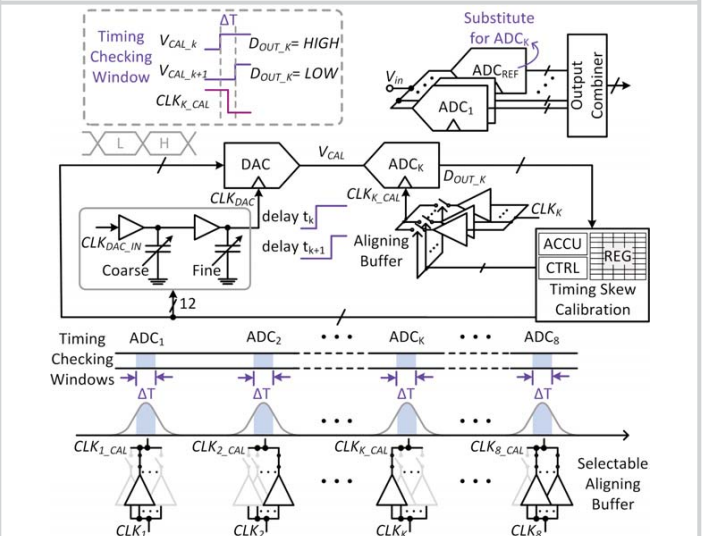 Timing
Checking
Window
ΔT
V_CAL_k
D_OUT_K= HIGH
V_CAL_k+1
D_OUT_K= LOW
CLK_K_CAL
Substitute
for ADC_K
V_in
ADC_REF
ADC_1
Output
Combiner
L
H
DAC
V_CAL
ADC_K
D_OUT_K
CLK_DAC
CLK_K_CAL
CLK_K
delay t_k
delay t_k+1
Aligning
Buffer
CLK_DAC_IN
Coarse
Fine
12
ACCU
CTRL
REG
Timing Skew
Calibration
Timing
Checking
Windows
ADC_1
ADC_2
ADC_K
ADC_8
ΔT
ΔT
ΔT
ΔT
CLK_1_CAL
CLK_2_CAL
CLK_K_CAL
CLK_8_CAL
Selectable
Aligning
Buffer
CLK_1
CLK_2
CLK_K
CLK_8